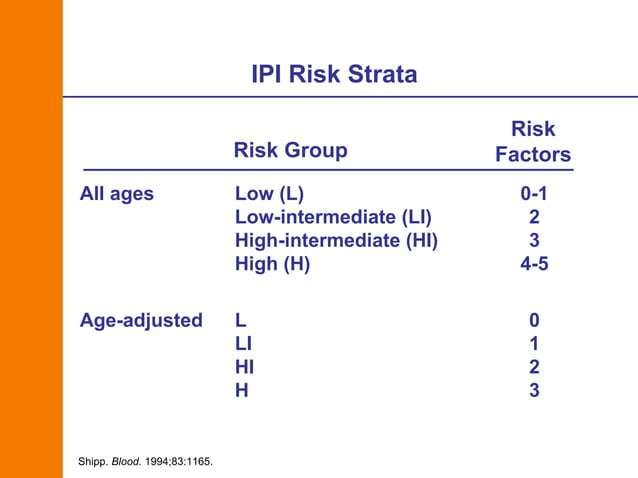 IPI Risk Strata
Risk Group Risk
Factors
All ages Low (L) 0-1
Low-intermediate (LI) 2
High-intermediate (HI) 3
High (H) 4-5
Age-adjusted L 0
LI 1
HI 2
H 3
Shipp. Blood. 1994;83:1165.